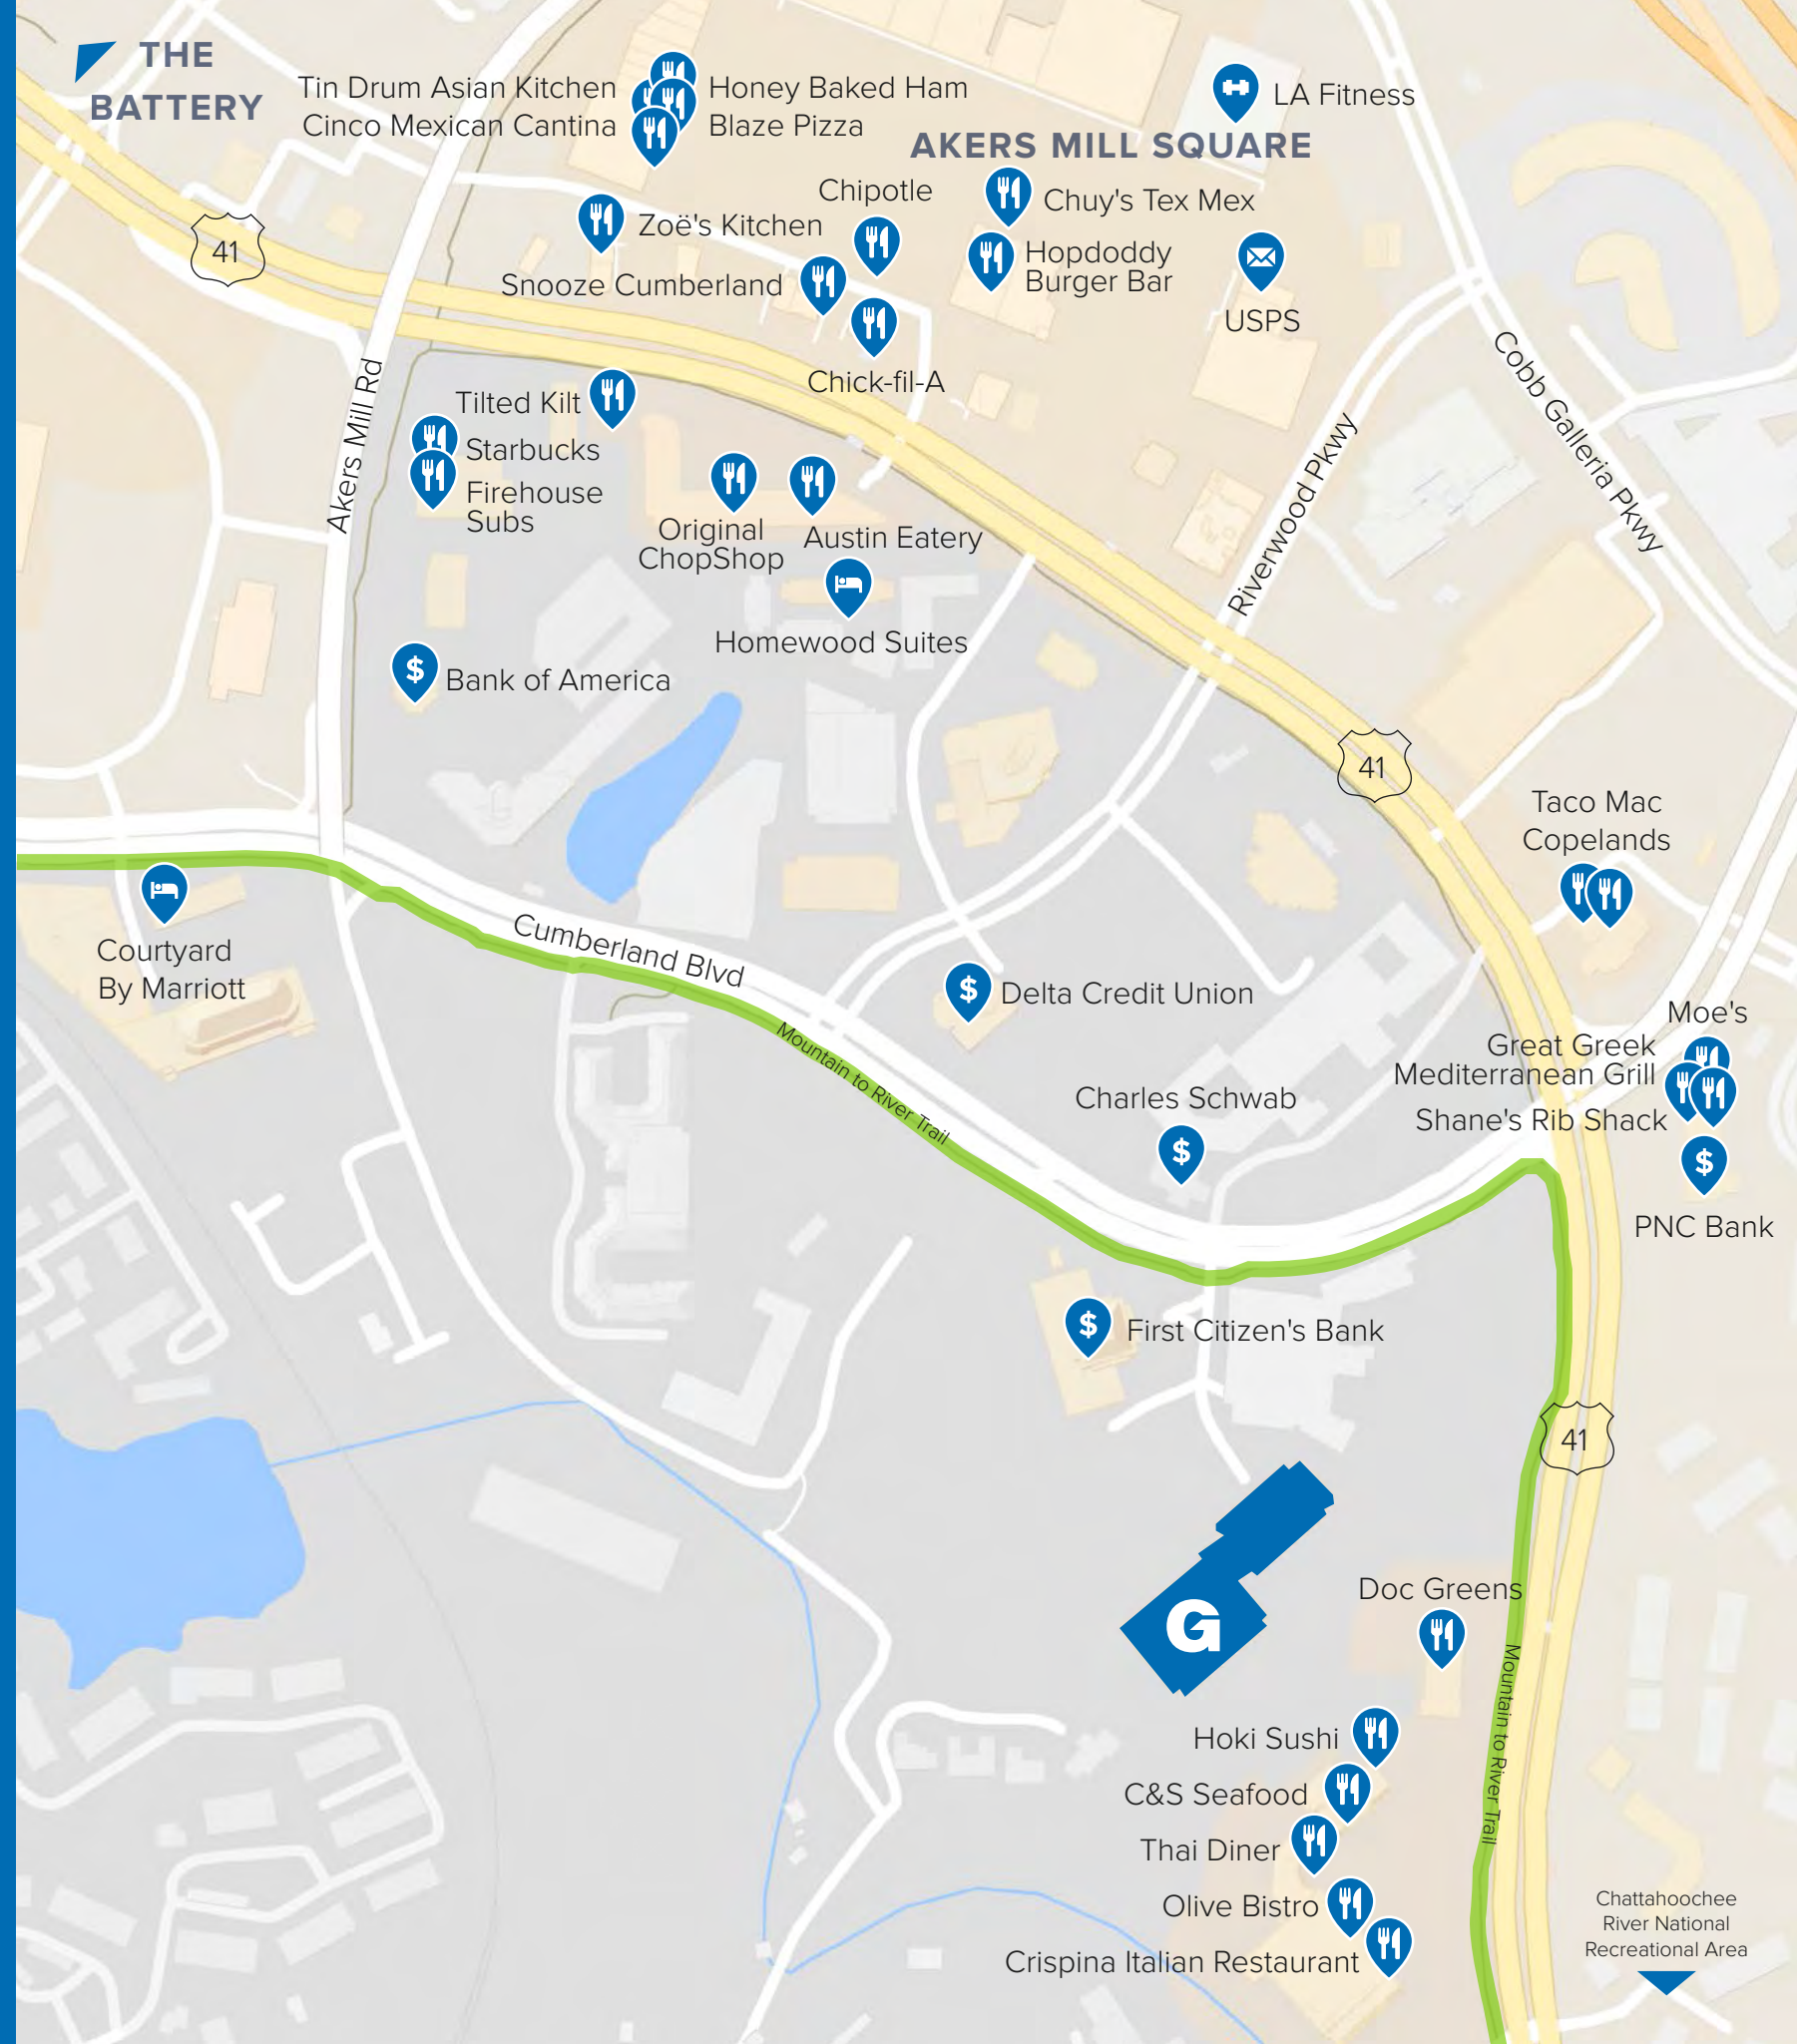 THE
BATTERY
Tin Drum Asian Kitchen
Cinco Mexican Cantina
Honey Baked Ham
Blaze Pizza
LA Fitness
AKERS MILL SQUARE
Chipotle
Chuy's Tex Mex
Zoë's Kitchen
Hopdoddy
Burger Bar
41
Snooze Cumberland
USPS
Chick-fil-A
Cobb Galleria Pkwy
Akers Mill Rd
Tilted Kilt
Starbucks
Firehouse
Subs
Riverwood Pkwy
Original
ChopShop
Austin Eatery
Homewood Suites
$
Bank of America
41
Taco Mac
Copelands
Courtyard
By Marriott
Cumberland Blvd
$
Delta Credit Union
Mountain to River Trail
Moe's
Great Greek
Mediterranean Grill
Shane's Rib Shack
Charles Schwab
$
$
PNC Bank
$
First Citizen's Bank
41
G
Doc Greens
Mountain to River Trail
Hoki Sushi
C&S Seafood
Thai Diner
Olive Bistro
Crispina Italian Restaurant
Chattahoochee
River National
Recreational Area